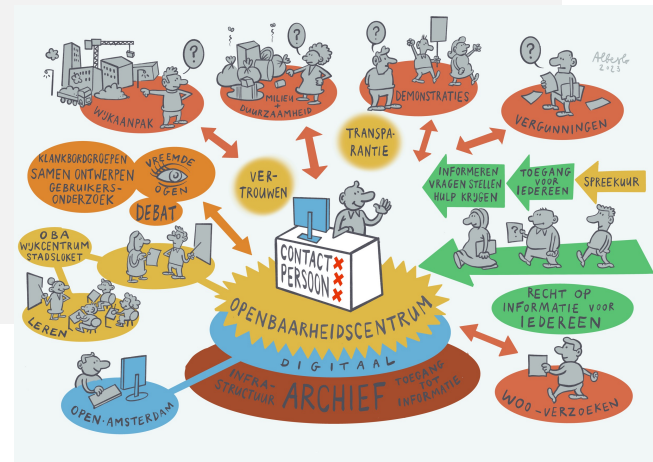 ?
?
?
?
Alberto
2023
WIJKAANPAK
MILIEU
+
DUURZAAMHEID
DEMONSTRATIES
VERGUNNINGEN
TRANSPA-
RANTIE
VER-
TROUWEN
KLANKBORDGROEPEN
SAMEN ONTWERPEN
GEBRUIKERS-
ONDERZOEK
VREEMDE
OGEN
DEBAT
INFORMEREN
VRAGEN STELLEN
HULP KRIJGEN
TOEGANG
VOOR
IEDEREEN
SPREEKUUR
OBA
WIJKCENTRUM
STADSLOKET
LEREN
?
CONTACT
PERSOON
XXX
OPENBAARHEIDSCENTRUM
DIGITAAL
INFRA-
STRUCTUUR
ARCHIEF
TOEGANG
TOT
INFORMATIE
RECHT OP
INFORMATIE VOOR
IEDEREEN
OPEN·AMSTERDAM
WOO-VERZOEKEN